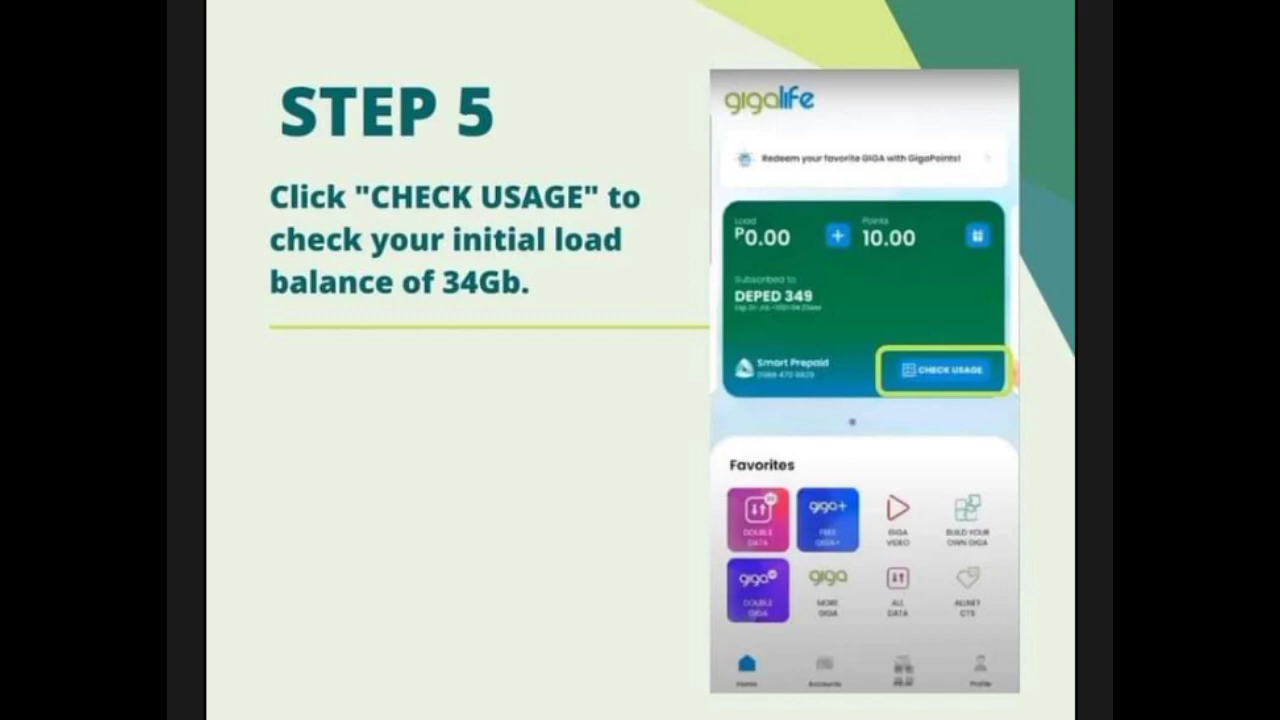 STEP 5
Click "CHECK USAGE" to
check your initial load
balance of 34Gb.
gigalife
Redeem your favorite GIGA with GigaPoints!
Load
Points
₱0.00
10.00
Subscribed to
DEPED 349
Smart Prepaid
CHECK USAGE
Favorites
giga+
DOUBLE
DATA
FREE
GIGA+
GIGA
VIDEO
BUILD YOUR
OWN GIGA
giga
giga
DOUBLE
GIGA
MORE
GIGA
ALL
DATA
ALLNET
CTS
Home
Accounts
Profile